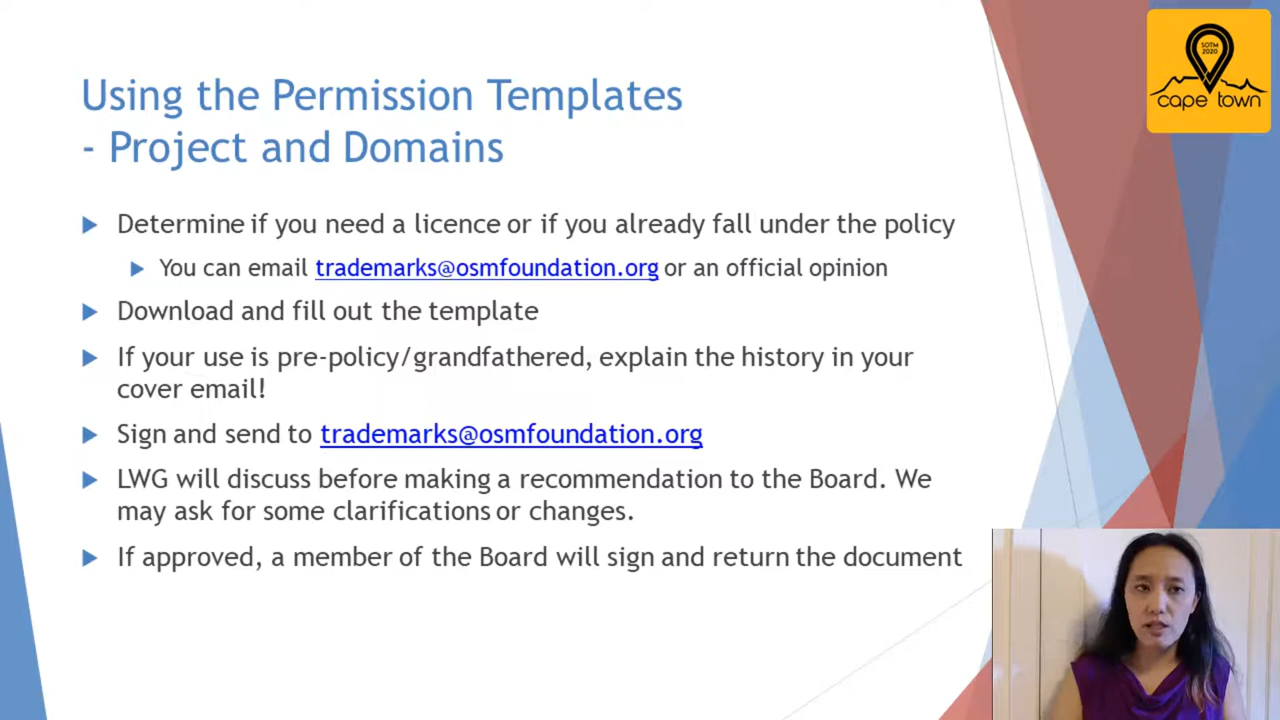 SOTM
2020
cape town
Using the Permission Templates
- Project and Domains
Determine if you need a licence or if you already fall under the policy
You can email trademarks@osmfoundation.org or an official opinion
Download and fill out the template
If your use is pre-policy/grandfathered, explain the history in your
cover email!
Sign and send to trademarks@osmfoundation.org
LWG will discuss before making a recommendation to the Board. We
may ask for some clarifications or changes.
If approved, a member of the Board will sign and return the document